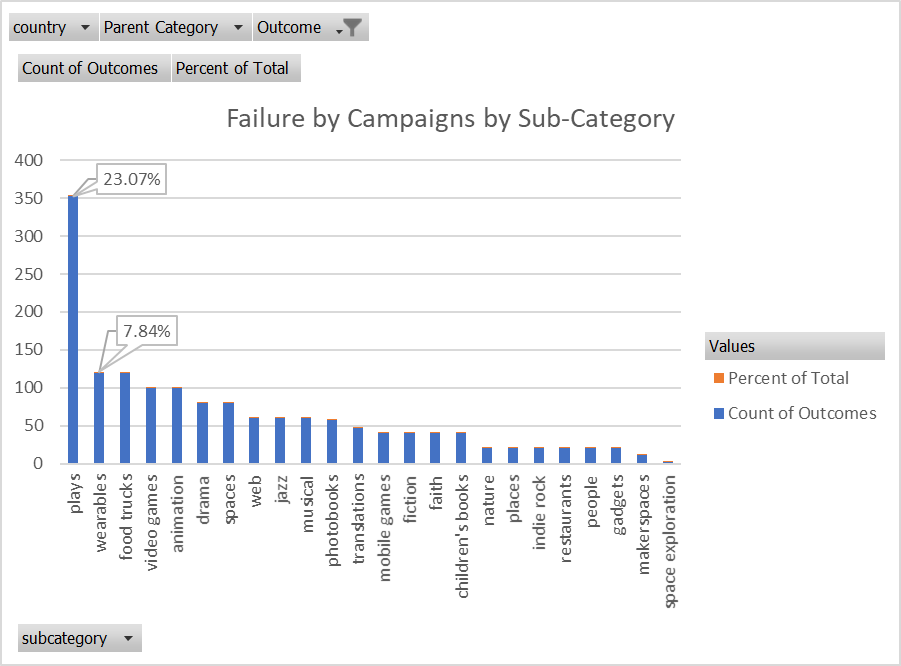 country Parent Category Outcome
Count of Outcomes Percent of Total
Failure by Campaigns by Sub-Category
400
350
300
250
200
150
100
50
0
23.07%
7.84%
plays
wearables
food trucks
video games
animation
drama
spaces
web
jazz
musical
photobooks
translations
mobile games
fiction
faith
children's books
nature
places
indie rock
restaurants
people
gadgets
makerspaces
space exploration
Values
Percent of Total
Count of Outcomes
subcategory